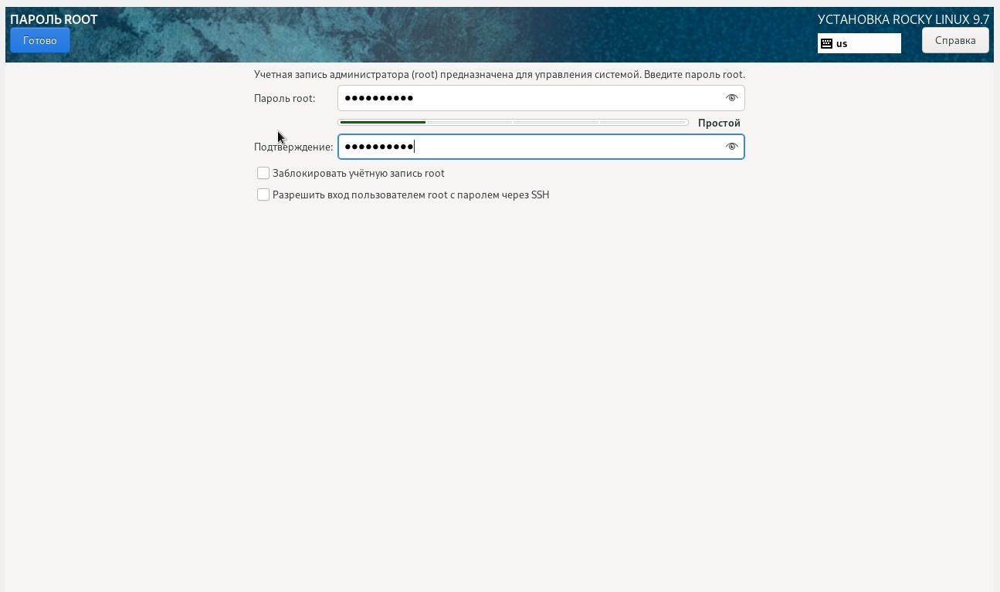 ПАРОЛЬ ROOT
УСТАНОВКА ROCKY LINUX 9.7
Готово
us
Справка
Учетная запись администратора (root) предназначена для управления системой. Введите пароль root.
Пароль root: ●●●●●●●●●●
Простой
Подтверждение: ●●●●●●●●●●
Заблокировать учётную запись root
Разрешить вход пользователем root с паролем через SSH